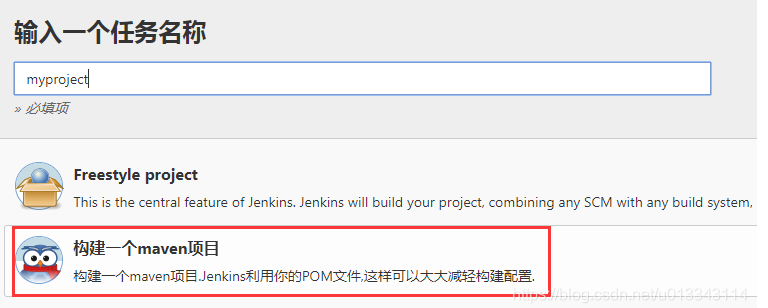 输入一个任务名称
myproject
» 必填项
Freestyle project
This is the central feature of Jenkins. Jenkins will build your project, combining any SCM with any build system,
构建一个maven项目
构建一个maven项目.Jenkins利用你的POM文件,这样可以大大减轻构建配置.
https://blog.csdn.net/u013343114